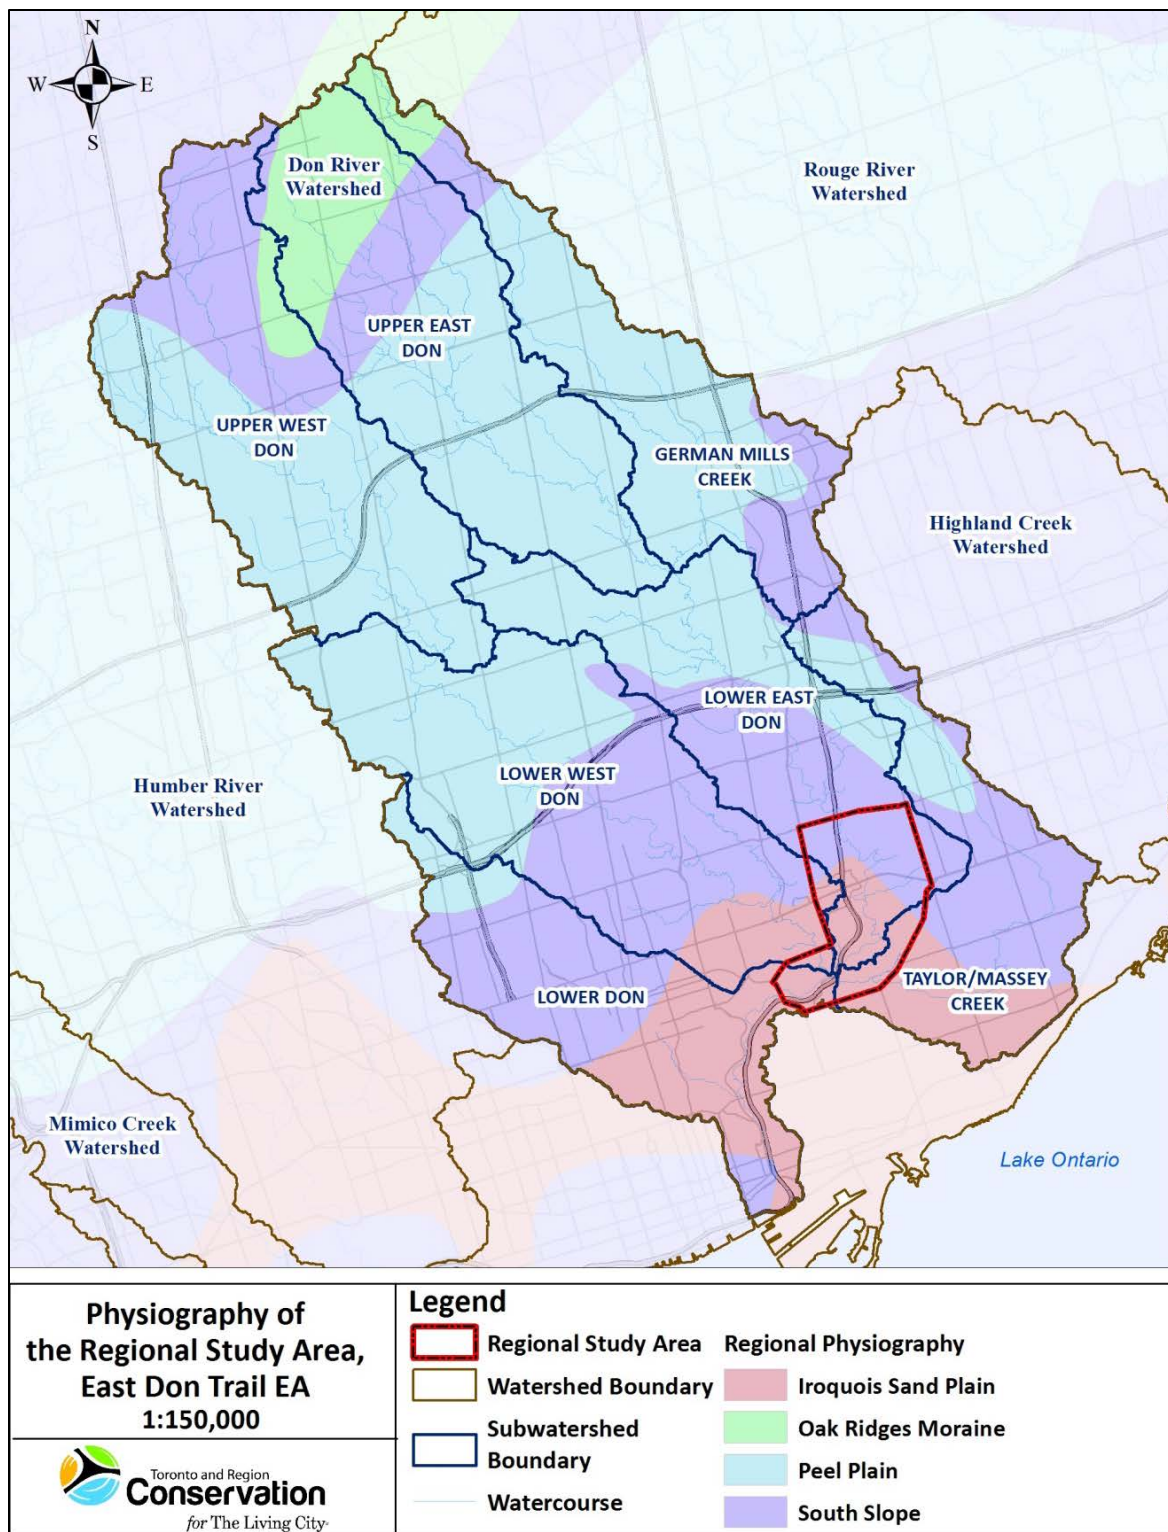 N
W
E
S
Don River
Watershed
Rouge River
Watershed
UPPER EAST
DON
UPPER WEST
DON
GERMAN MILLS
CREEK
Highland Creek
Watershed
LOWER EAST
DON
LOWER WEST
DON
Humber River
Watershed
LOWER DON
TAYLOR/MASSEY
CREEK
Mimico Creek
Watershed
Lake Ontario
Physiography of
the Regional Study Area,
East Don Trail EA
1:150,000
Toronto and Region
Conservation
for The Living City
Legend
Regional Study Area
Watershed Boundary
Subwatershed
Boundary
Watercourse
Regional Physiography
Iroquois Sand Plain
Oak Ridges Moraine
Peel Plain
South Slope